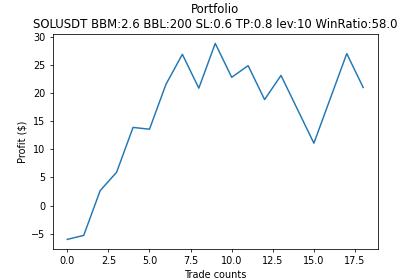 Portfolio
SOLUSDT BBM:2.6 BBL:200 SL:0.6 TP:0.8 lev:10 WinRatio:58.0
30
25
20
15
10
5
0
−5
Profit ($)
0.0 2.5 5.0 7.5 10.0 12.5 15.0 17.5
Trade counts